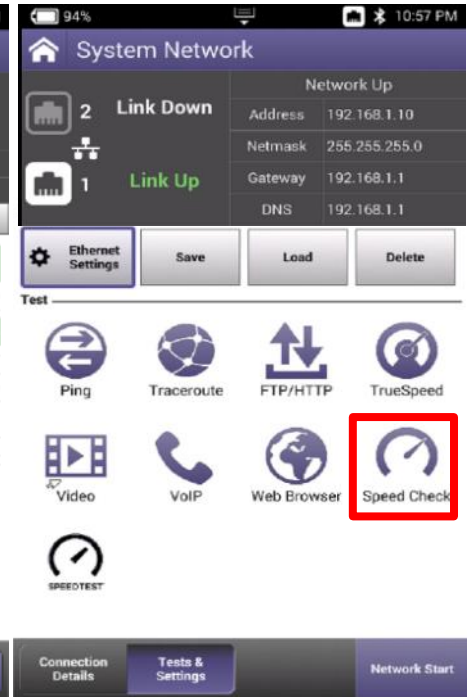 94%
10:57 PM
System Network
2 Link Down
1 Link Up
Network Up
Address 192.168.1.10
Netmask 255.255.255.0
Gateway 192.168.1.1
DNS 192.168.1.1
Ethernet
Settings
Save
Load
Delete
Test
Ping
Traceroute
FTP/HTTP
TrueSpeed
Video
VoIP
Web Browser
Speed Check
SPEEDTEST
Connection
Details
Tests &
Settings
Network Start